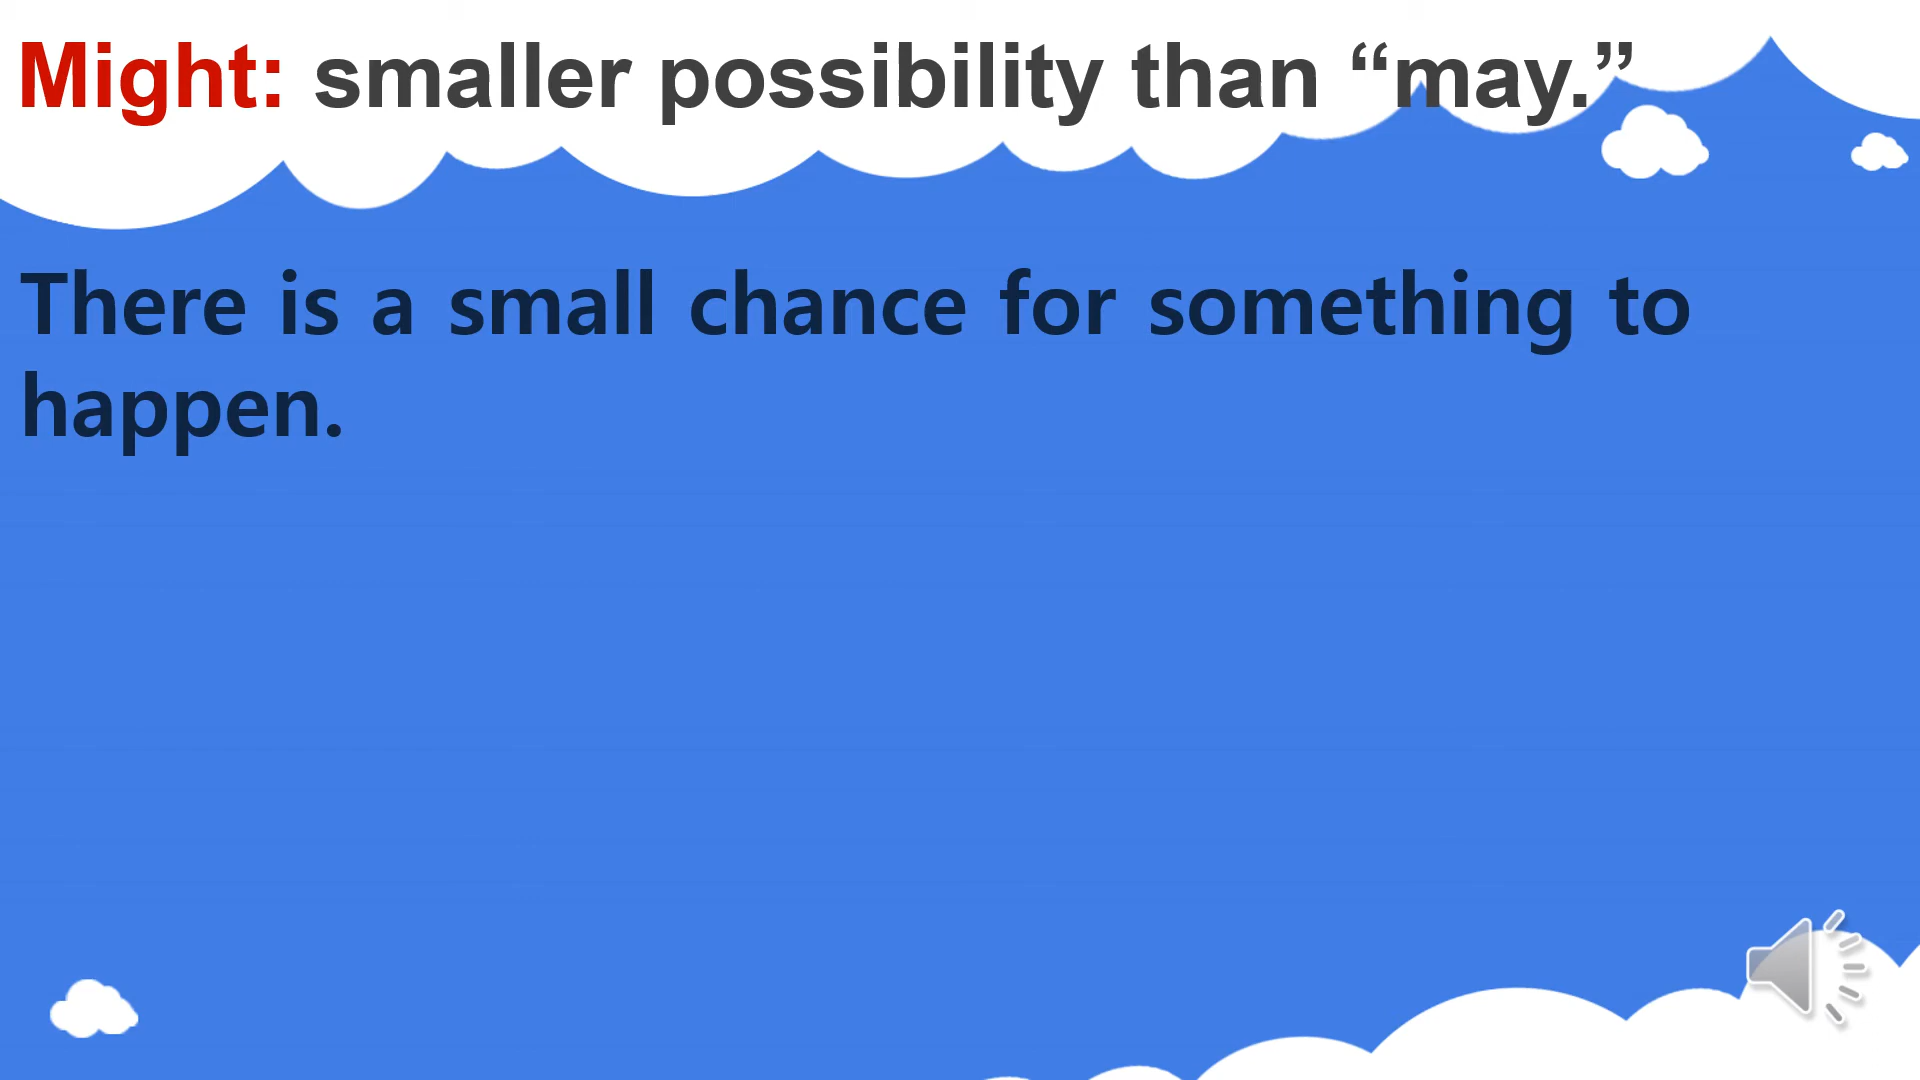 Might: smaller possibility than “may.”
There is a small chance for something to
happen.